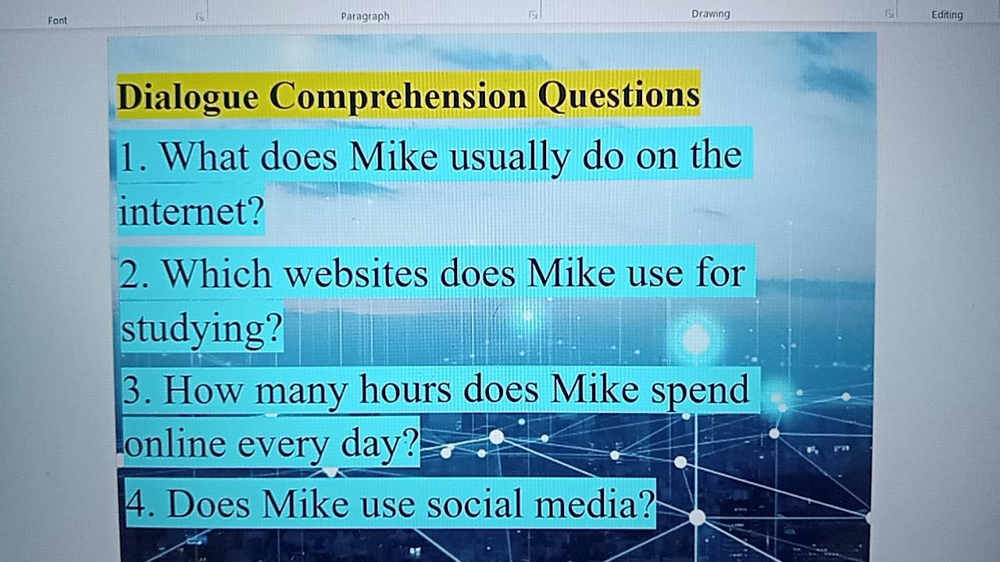 Font
Paragraph
Drawing
Editing
Dialogue Comprehension Questions
1. What does Mike usually do on the
internet?
2. Which websites does Mike use for
studying?
3. How many hours does Mike spend
online every day?
4. Does Mike use social media?